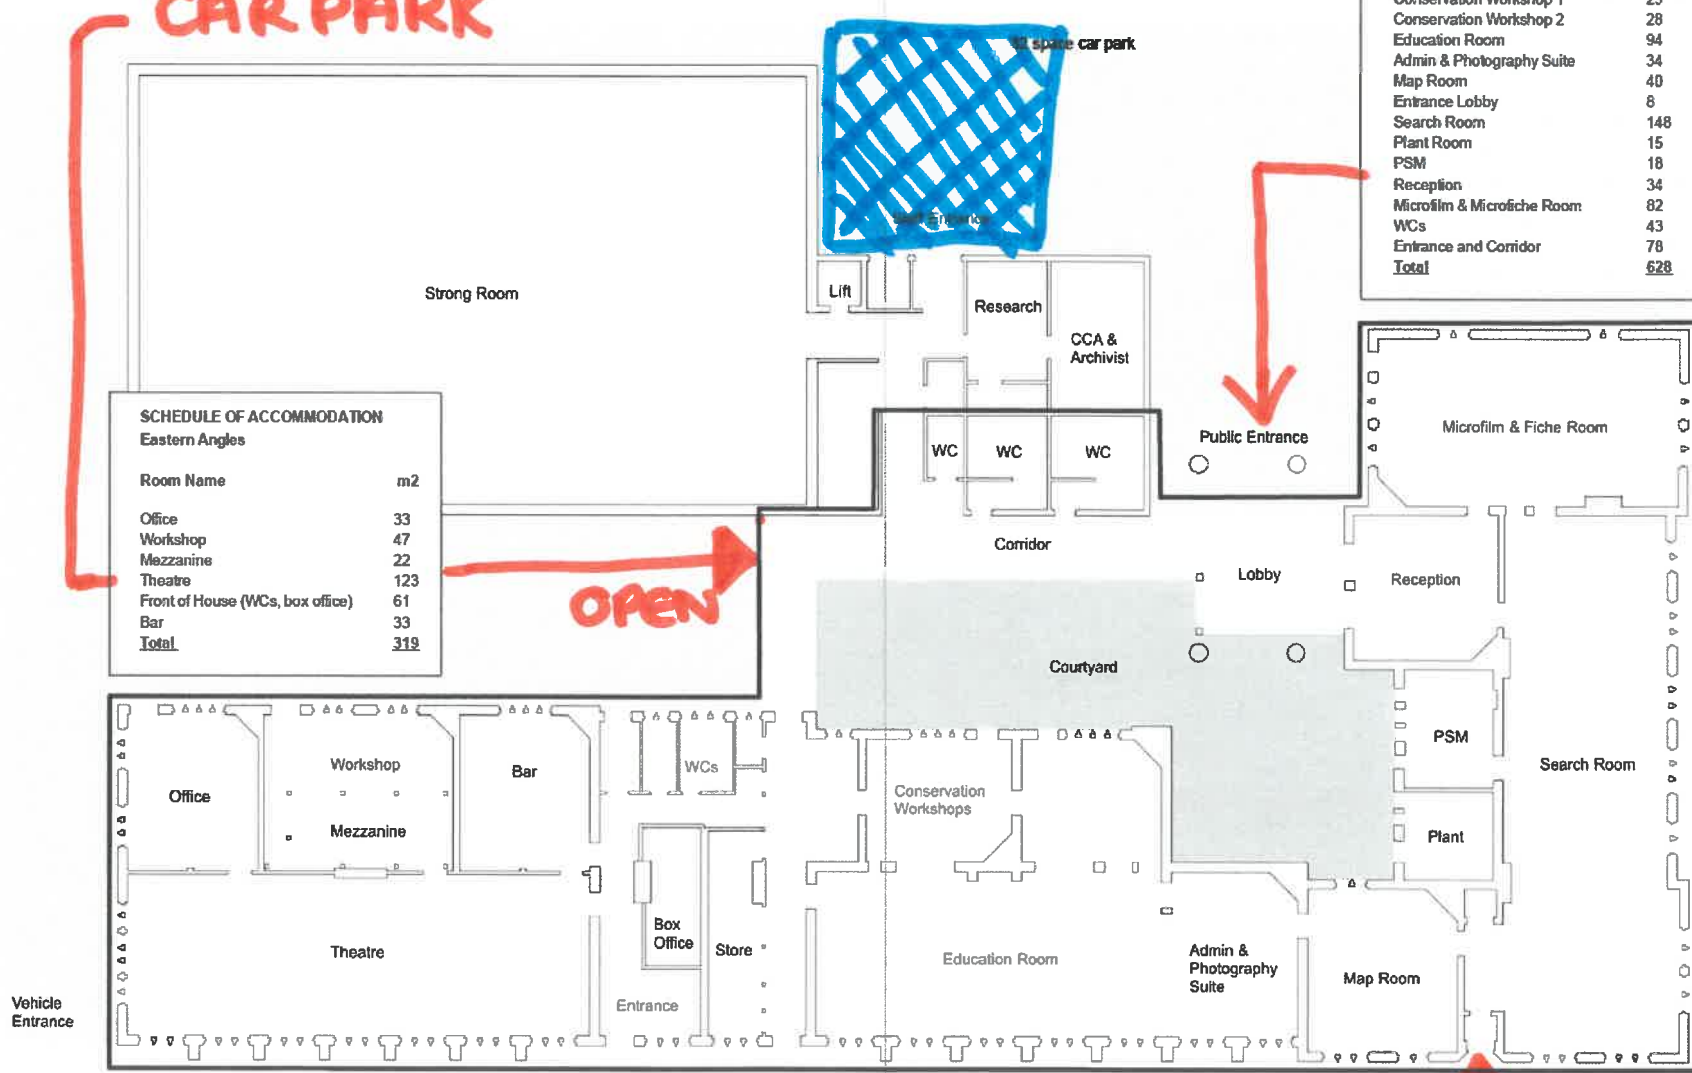 CAR PARK
space car park
Conservation Workshop 1
Conservation Workshop 2 28
Education Room 94
Admin & Photography Suite 34
Map Room 40
Entrance Lobby 8
Search Room 148
Plant Room 15
PSM 18
Reception 34
Microfilm & Microfiche Room 82
WCs 43
Entrance and Corridor 78
Total 628
Staff Entrance
Strong Room
Lift
Research
CCA &
Archivist
SCHEDULE OF ACCOMMODATION
Eastern Angles
Room Name m2
Office 33
Workshop 47
Mezzanine 22
Theatre 123
Front of House (WCs, box office) 61
Bar 33
Total 319
OPEN
WC
WC
WC
Public Entrance
Microfilm & Fiche Room
Corridor
Lobby
Reception
Courtyard
PSM
Search Room
Plant
Office
Workshop
Mezzanine
Bar
WCs
Conservation
Workshops
Theatre
Box
Office
Store
Entrance
Education Room
Admin &
Photography
Suite
Map Room
Vehicle
Entrance